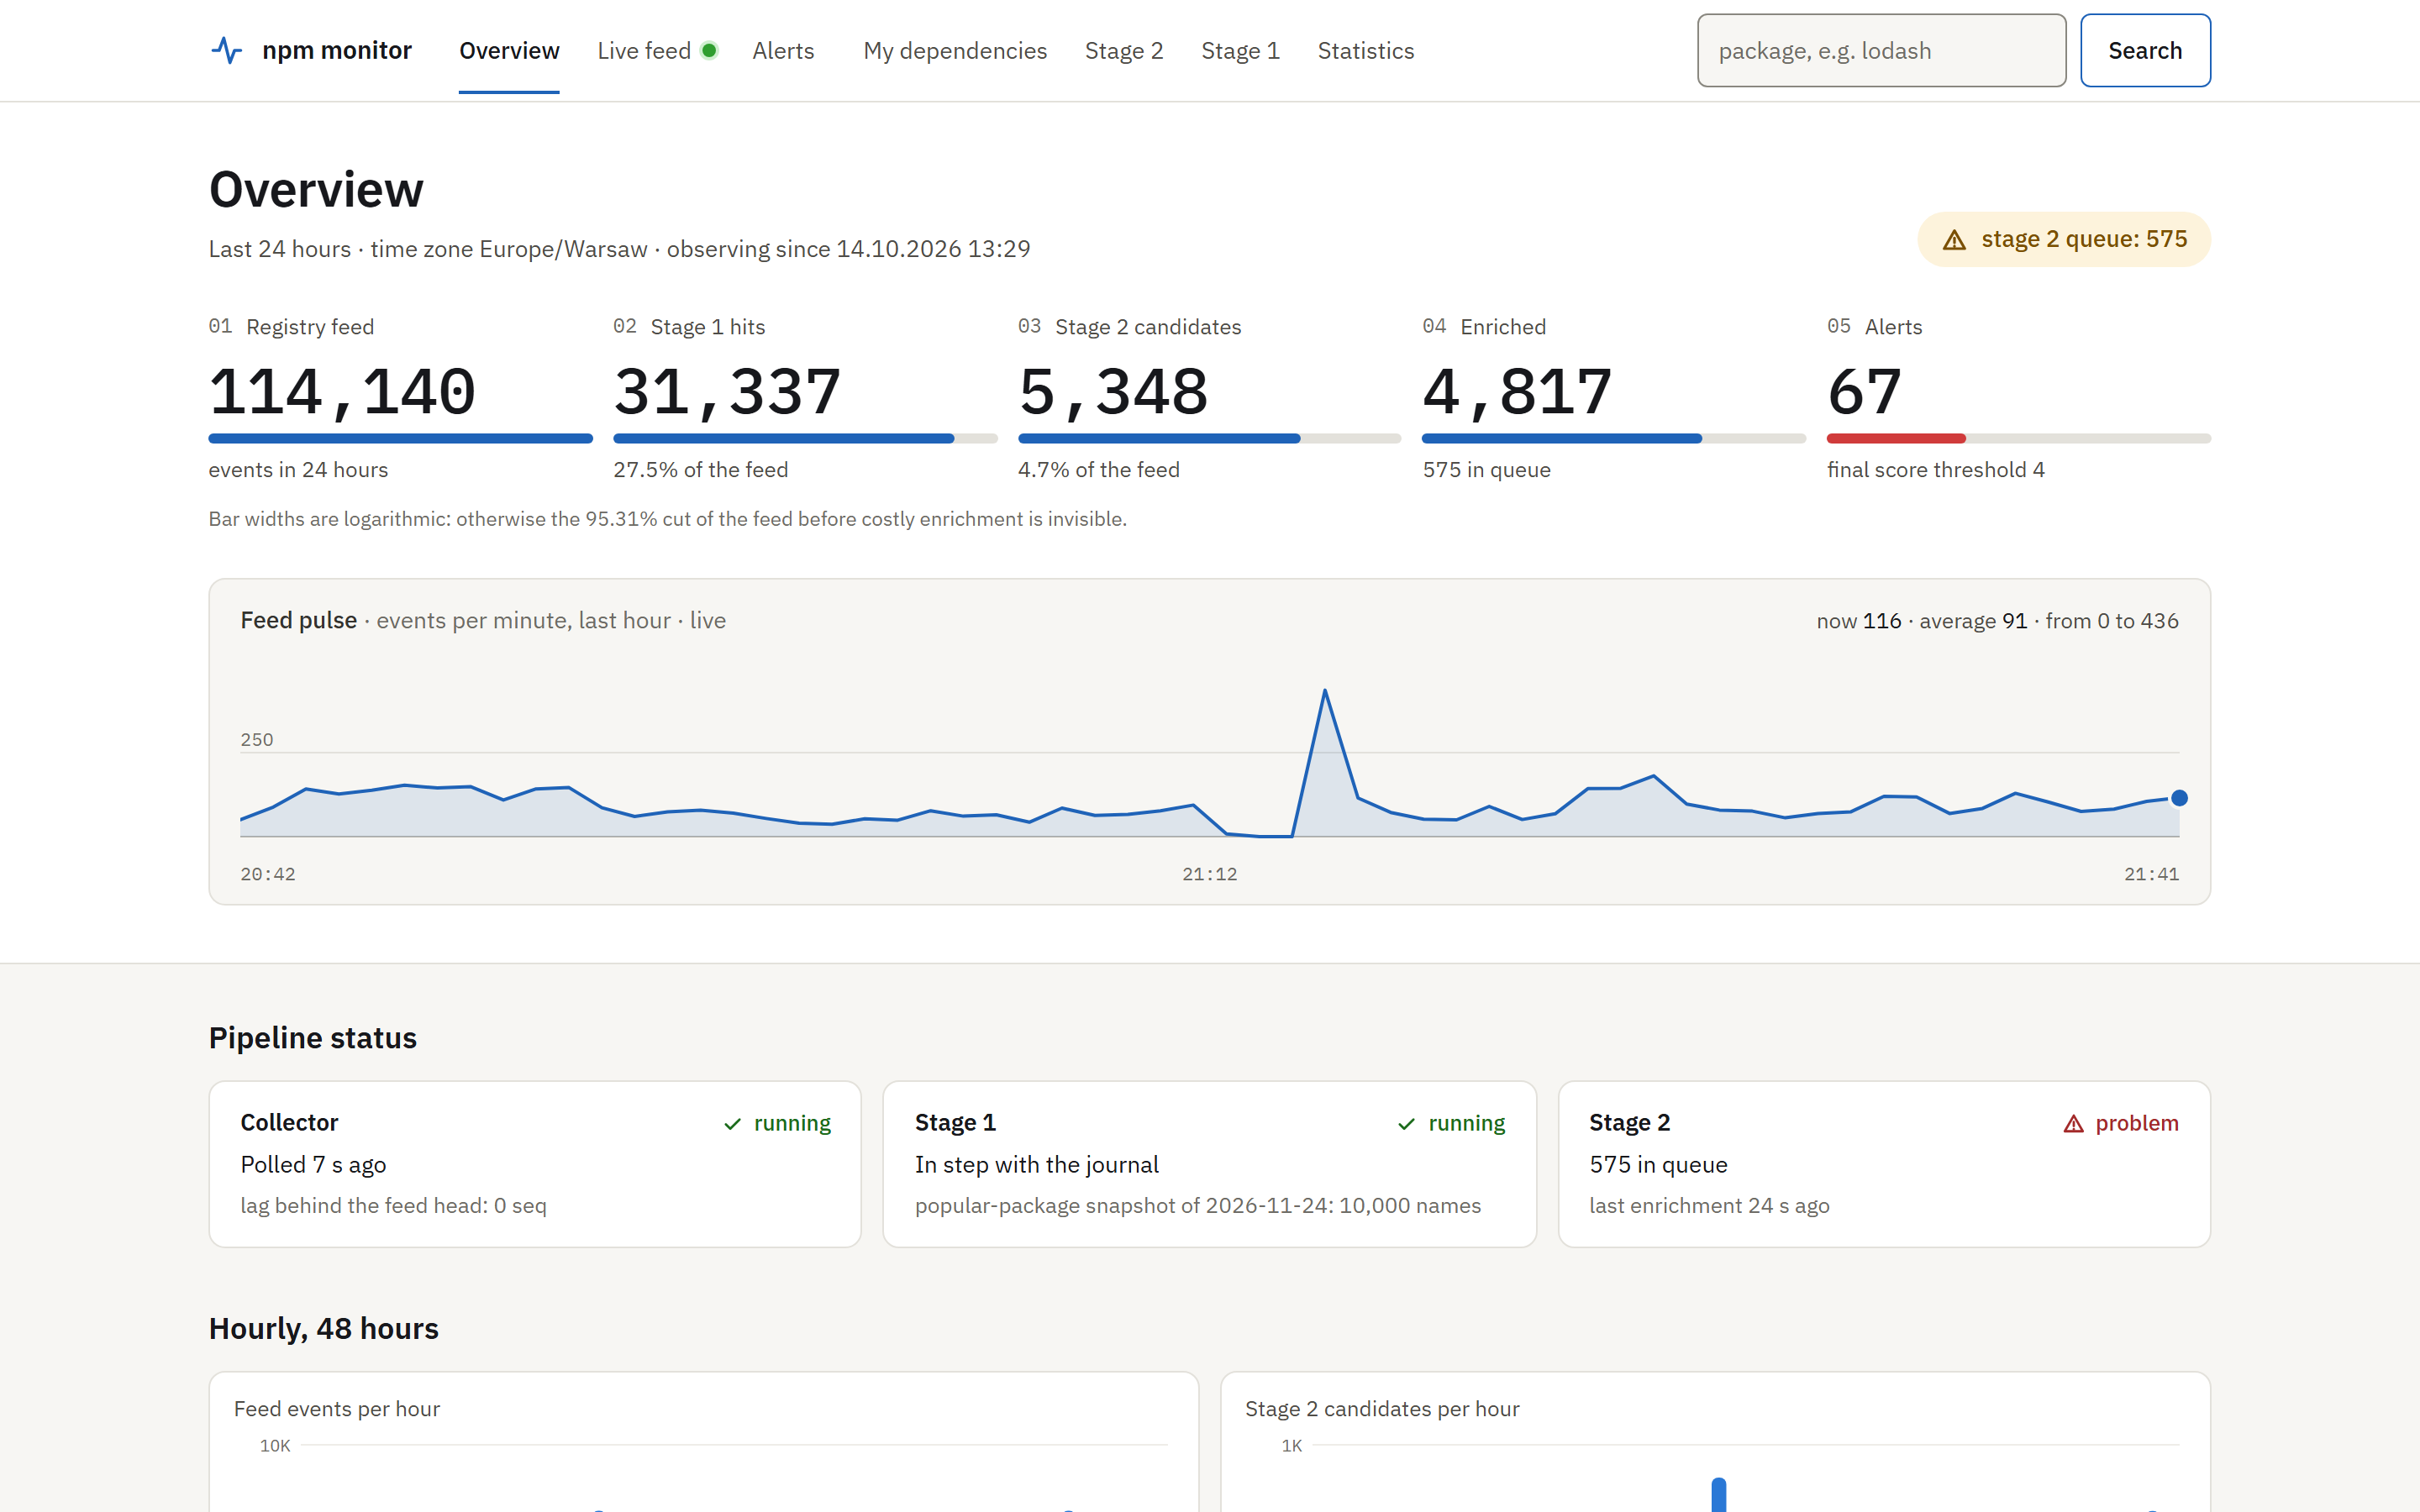 npm monitor Overview Live feed Alerts My dependencies Stage 2 Stage 1 Statistics package, e.g. lodash Search
Overview
Last 24 hours · time zone Europe/Warsaw · observing since 14.10.2026 13:29
stage 2 queue: 575
01 Registry feed
114,140
events in 24 hours
02 Stage 1 hits
31,337
27.5% of the feed
03 Stage 2 candidates
5,348
4.7% of the feed
04 Enriched
4,817
575 in queue
05 Alerts
67
final score threshold 4
Bar widths are logarithmic: otherwise the 95.31% cut of the feed before costly enrichment is invisible.
Feed pulse · events per minute, last hour · live
now 116 · average 91 · from 0 to 436
250
20:42 21:12 21:41
Pipeline status
Collector running
Polled 7 s ago
lag behind the feed head: 0 seq
Stage 1 running
In step with the journal
popular-package snapshot of 2026-11-24: 10,000 names
Stage 2 problem
575 in queue
last enrichment 24 s ago
Hourly, 48 hours
Feed events per hour
10K
Stage 2 candidates per hour
1K